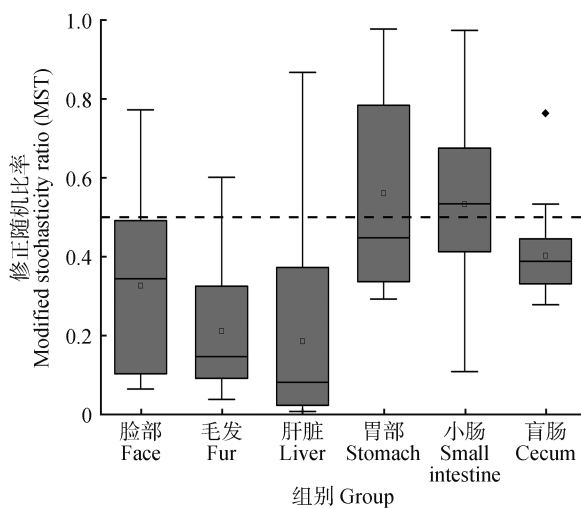 修正随机比率
Modified stochasticity ratio (MST)
1.0
0.8
0.6
0.4
0.2
0
脸部
Face
毛发
Fur
肝脏
Liver
胃部
Stomach
小肠
Small
intestine
盲肠
Cecum
组别 Group